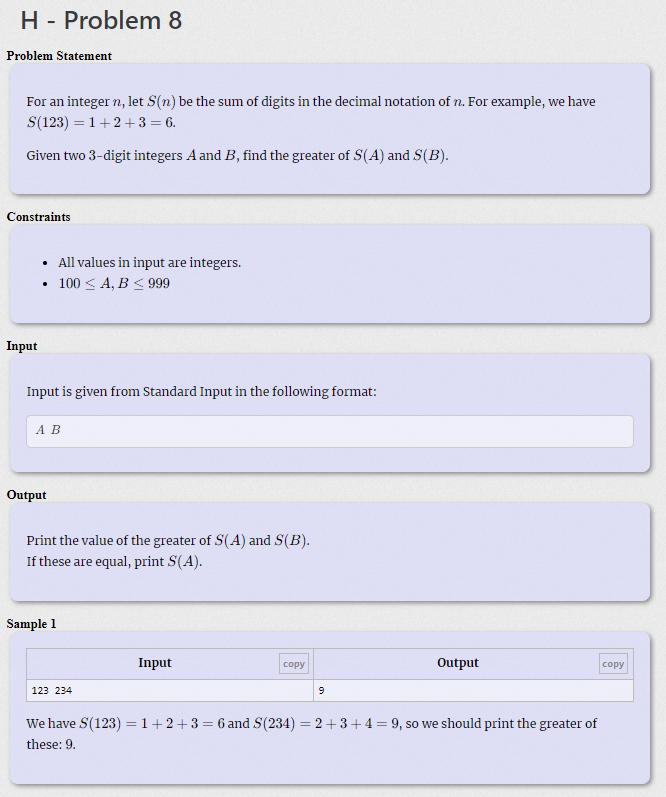 H - Problem 8
Problem Statement
For an integer n, let S(n) be the sum of digits in the decimal notation of n. For example, we have
S(123) = 1 + 2 + 3 = 6.
Given two 3-digit integers A and B, find the greater of S(A) and S(B).
Constraints
• All values in input are integers.
• 100 ≤ A, B ≤ 999
Input
Input is given from Standard Input in the following format:
A B
Output
Print the value of the greater of S(A) and S(B).
If these are equal, print S(A).
Sample 1
Input copy Output copy
123 234 9
We have S(123) = 1 + 2 + 3 = 6 and S(234) = 2 + 3 + 4 = 9, so we should print the greater of
these: 9.